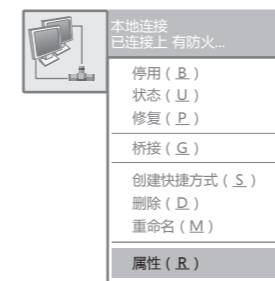 本地连接
已连接上 有防火...
停用（B）
状态（U）
修复（P）
桥接（G）
创建快捷方式（S）
删除（D）
重命名（M）
属性（R）